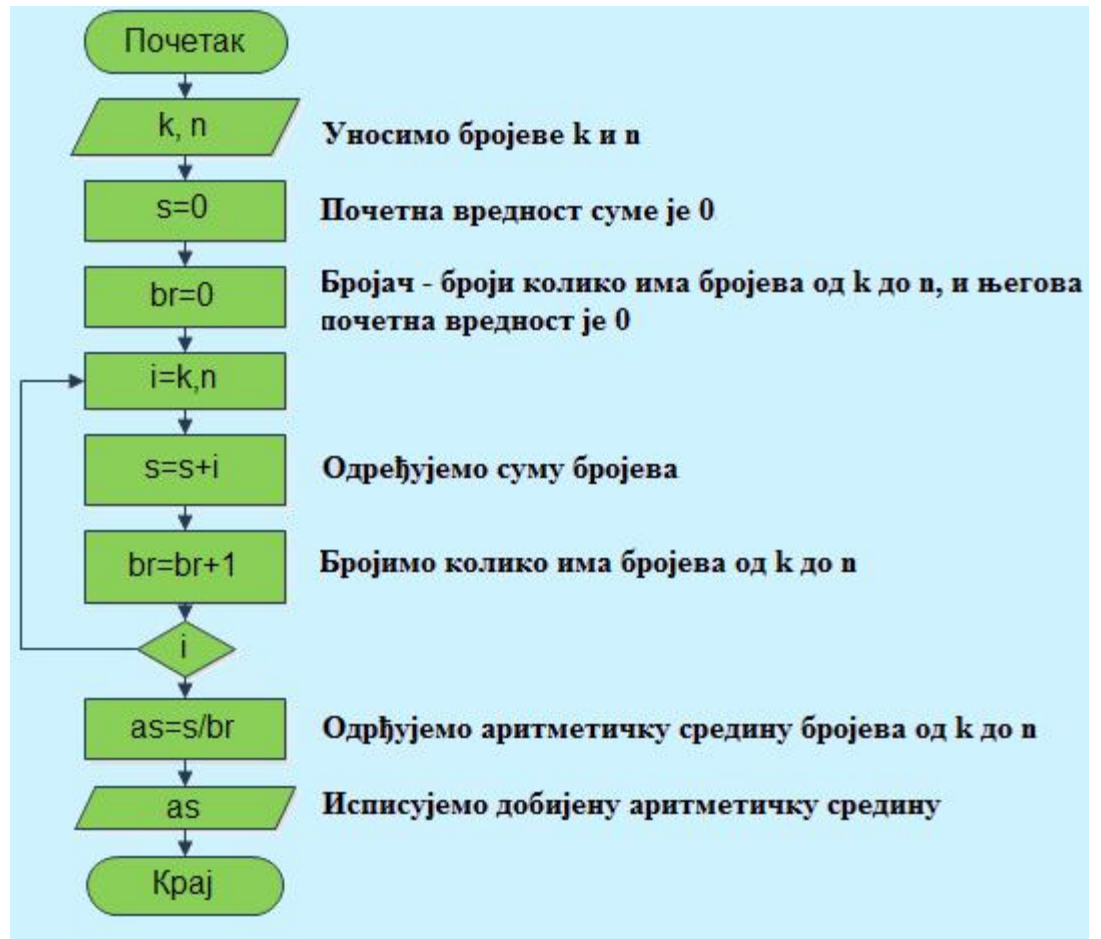 Почетак
k, n
Уносимо бројеве k и n
s=0
Почетна вредност суме је 0
br=0
Бројач - броји колико има бројева од k до n, и његова
почетна вредност је 0
i=k,n
s=s+i
Одређујемо суму бројева
br=br+1
Бројимо колико има бројева од k до n
i
as=s/br
Одрђујемо аритметичку средину бројева од k до n
as
Исписујемо добијену аритметичку средину
Крај